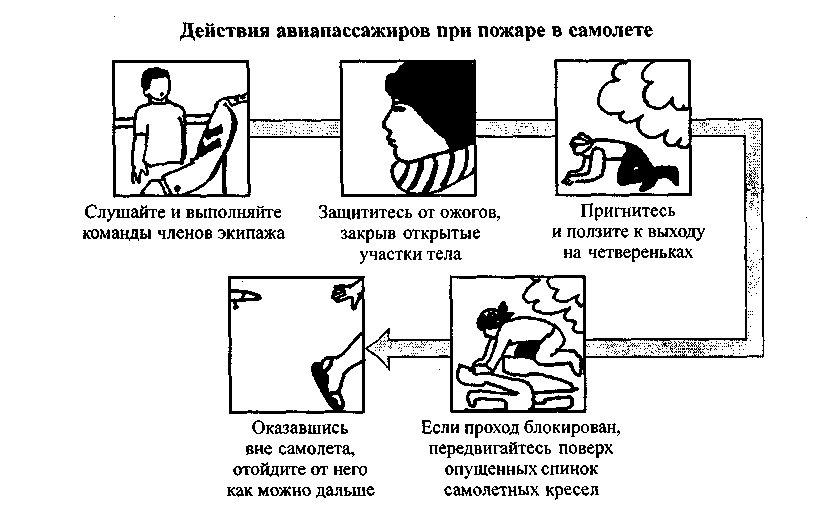 Действия авиапассажиров при пожаре в самолете
Слушайте и выполняйте
команды членов экипажа
Защититесь от ожогов,
закрыв открытые
участки тела
Пригнитесь
и ползите к выходу
на четвереньках
Если проход блокирован,
передвигайтесь поверх
опущенных спинок
самолетных кресел
Оказавшись
вне самолета,
отойдите от него
как можно дальше